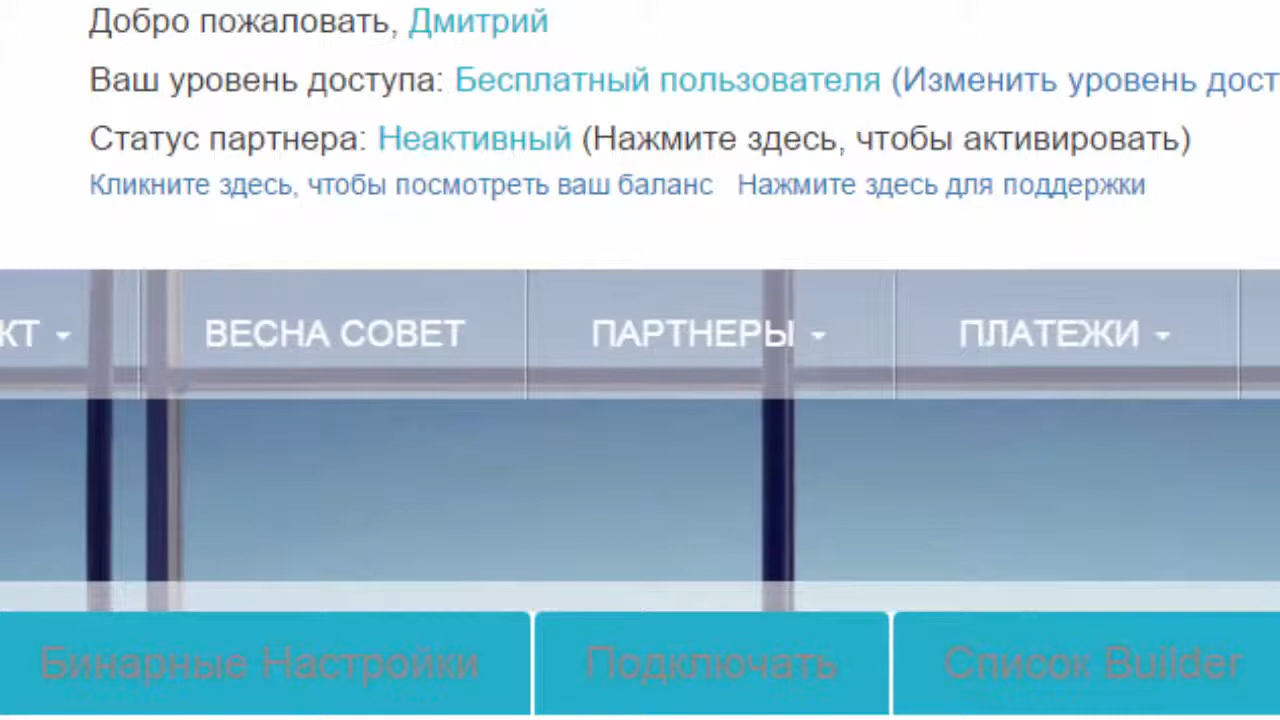 Добро пожаловать, Дмитрий
Ваш уровень доступа: Бесплатный пользователя (Изменить уровень дост
Статус партнера: Неактивный (Нажмите здесь, чтобы активировать)
Кликните здесь, чтобы посмотреть ваш баланс Нажмите здесь для поддержки
КТ ВЕСНА СОВЕТ ПАРТНЕРЫ ПЛАТЕЖИ
Бинарные Настройки Подключать Список Builder